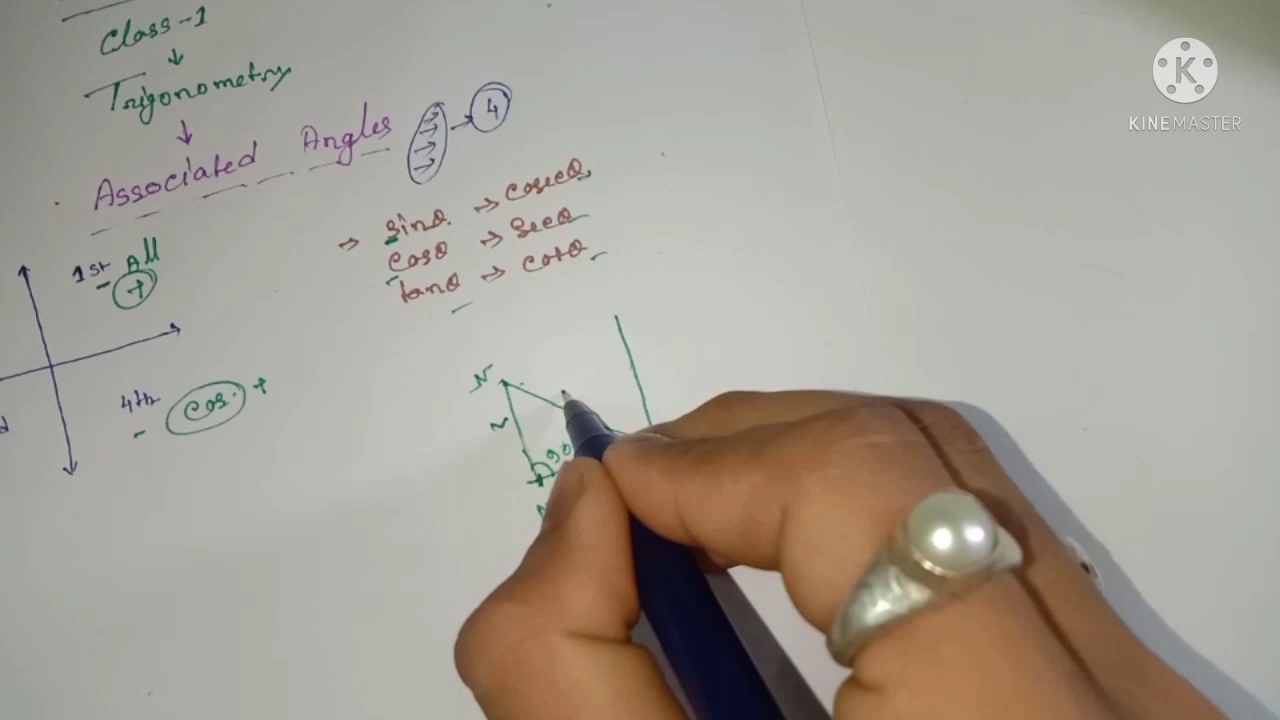 Class-1
↓
Trigonometry
↓
Associated Angles → 4
⇒ sinθ → cosecθ
cosθ → secθ
tanθ → cotθ
1st All
+
4th cos. +
N
90
K
KINEMASTER